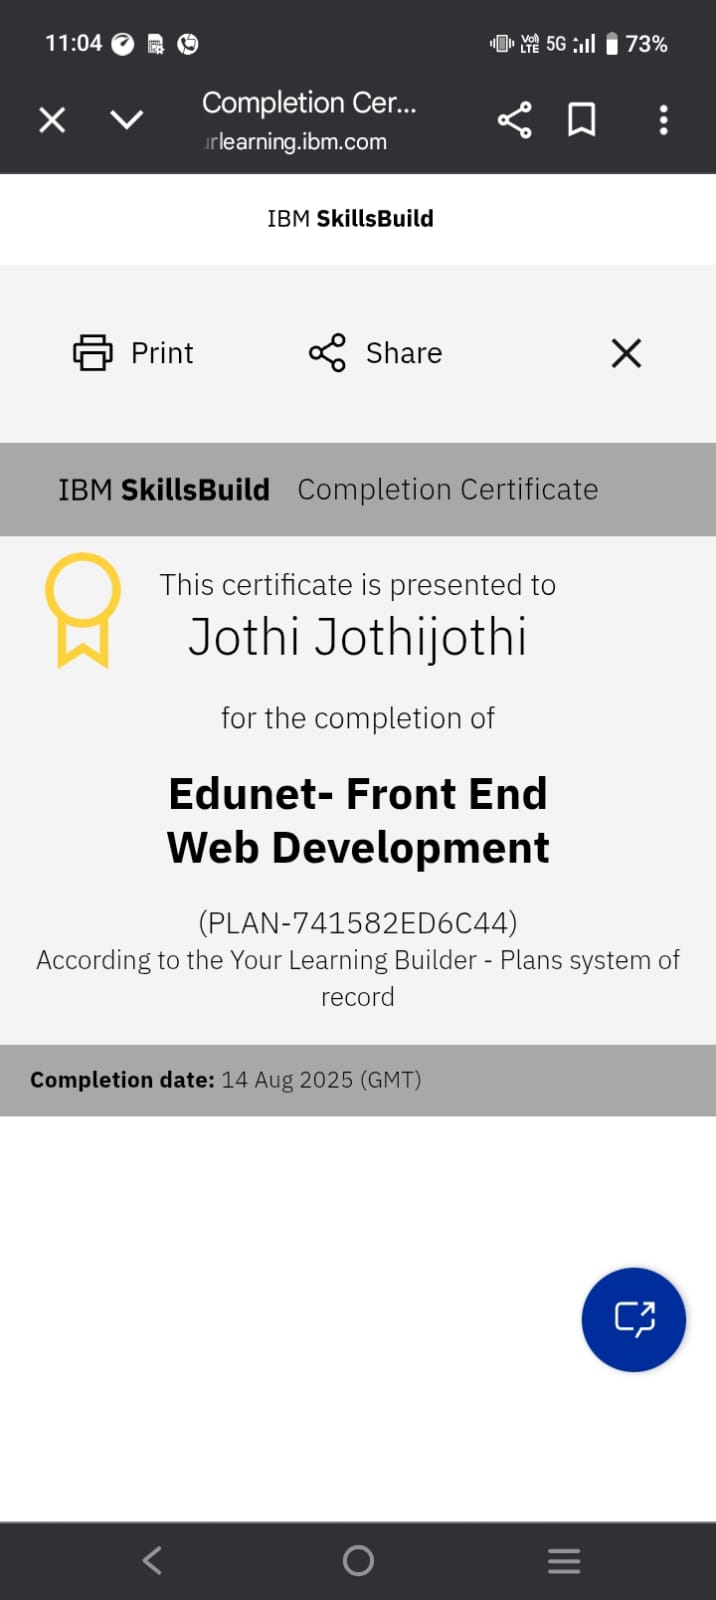 11:04 Vo) LTE 5G 73%
Completion Cer...
rlearning.ibm.com
IBM SkillsBuild
Print Share
IBM SkillsBuild Completion Certificate
This certificate is presented to
Jothi Jothijothi
for the completion of
Edunet- Front End
Web Development
(PLAN-741582ED6C44)
According to the Your Learning Builder - Plans system of
record
Completion date: 14 Aug 2025 (GMT)